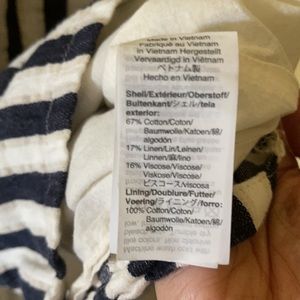 Made in Vietnam
Fabriqué au Vietnam
In Vietnam Hergestellt
Vervaardigd in Viëtnam
ベトナム製
Hecho en Vietnam
Shell/Extérieur/Oberstoff/
Buitenkant/シェル/tela
exterior:
67% Cotton/Coton/
Baumwolle/Katoen/綿/
algodón
17% Linen/Lin/Leinen/
Linnen/麻/lino
16% Viscose/Viscose/
Viskose/Viscose/
ビスコース/Viscosa
Lining/Doublure/Futter/
Voering/ライニング/forro:
100% Cotton/Coton/
Baumwolle/Katoen/綿/
algodón